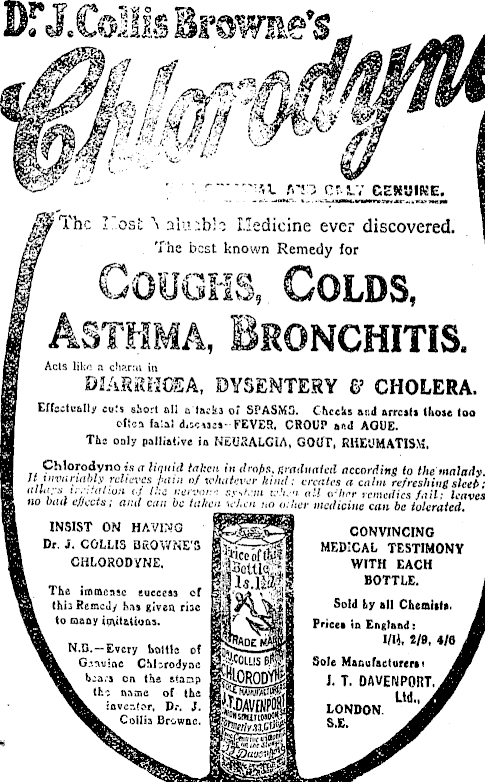 Dr. J. Collis Browne's
Chlorodyne
AND ONLY GENUINE.
The Most Valuable Medicine ever discovered.
The best known Remedy for
COUGHS, COLDS,
ASTHMA, BRONCHITIS.
Acts like a charm in
DIARRHŒA, DYSENTERY & CHOLERA.
Effectually cuts short all attacks of SPASMS. Checks and arrests those too
often fatal diseases--FEVER, CROUP and AGUE.
The only palliative in NEURALGIA, GOUT, RHEUMATISM.
Chlorodyne is a liquid taken in drops, graduated according to the malady.
It invariably relieves pain of whatever kind; creates a calm refreshing sleep;
allays irritation of the nervous system when all other remedies fail; leaves
no bad effects; and can be taken when no other medicine can be tolerated.
INSIST ON HAVING
Dr. J. COLLIS BROWNE'S
CHLORODYNE.
The immense success of
this Remedy has given rise
to many imitations.
N.B.—Every bottle of
Genuine Chlorodyne
bears on the stamp
the name of the
inventor, Dr. J.
Collis Browne.
Price of this
Bottle
1s. 1½d
TRADE MARK
COLLIS BRO
CHLORODYNE
SOLE MANUFACTURER
J.T. DAVENPORT
CONVINCING
MEDICAL TESTIMONY
WITH EACH
BOTTLE.
Sold by all Chemists.
Prices in England:
1/1½, 2/9, 4/6
Sole Manufacturers:
J. T. DAVENPORT,
Ltd.,
LONDON.
S.E.